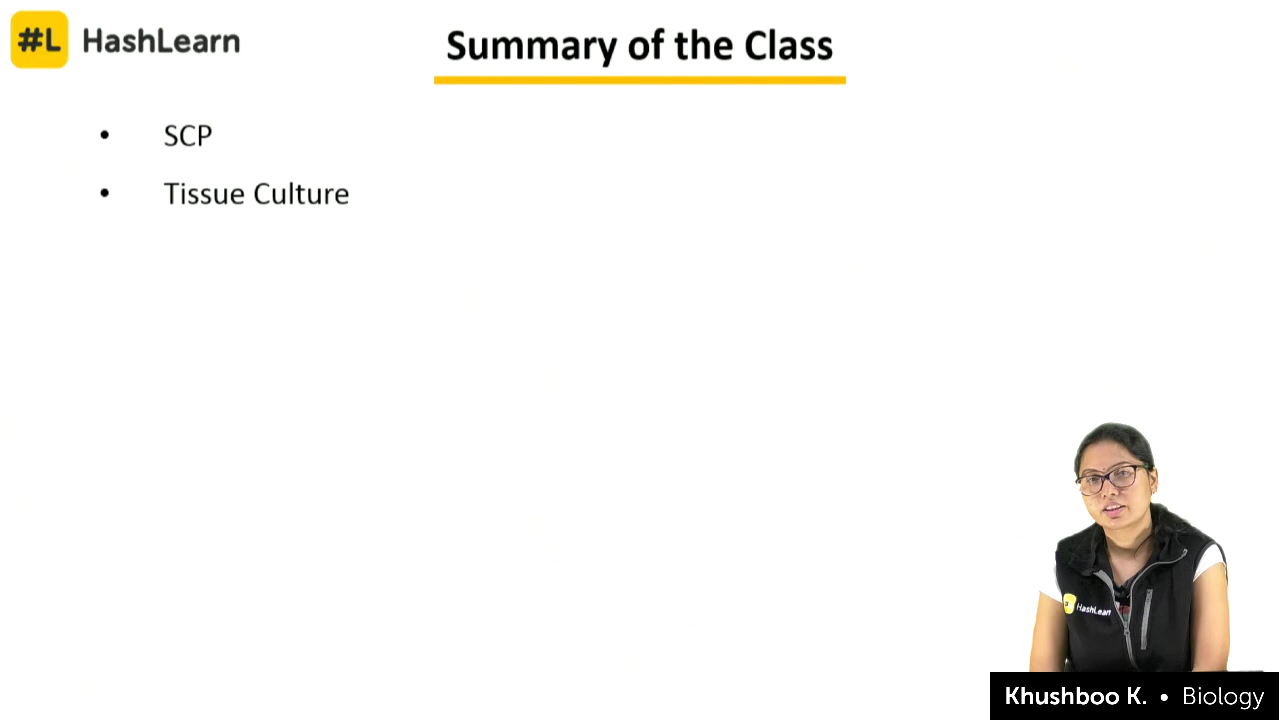 #L HashLearn
Summary of the Class
• SCP
• Tissue Culture
HashLearn
Khushboo K. • Biology